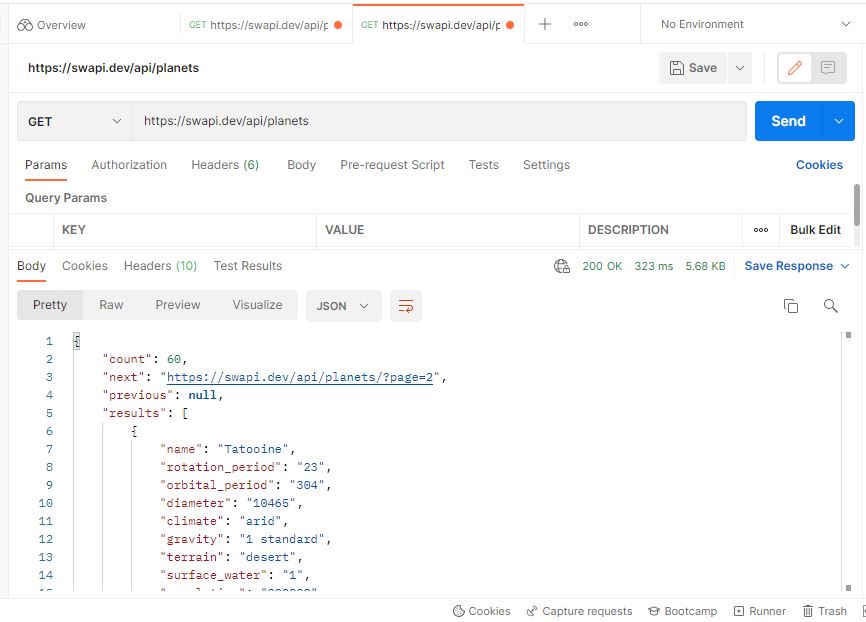 Overview GET https://swapi.dev/api/p GET https://swapi.dev/api/p No Environment
https://swapi.dev/api/planets Save
GET https://swapi.dev/api/planets Send
Params Authorization Headers (6) Body Pre-request Script Tests Settings Cookies
Query Params
KEY VALUE DESCRIPTION Bulk Edit
Body Cookies Headers (10) Test Results 200 OK 323 ms 5.68 KB Save Response
Pretty Raw Preview Visualize JSON
1 {
2 "count": 60,
3 "next": "https://swapi.dev/api/planets/?page=2",
4 "previous": null,
5 "results": [
6 {
7 "name": "Tatooine",
8 "rotation_period": "23",
9 "orbital_period": "304",
10 "diameter": "10465",
11 "climate": "arid",
12 "gravity": "1 standard",
13 "terrain": "desert",
14 "surface_water": "1",
Cookies Capture requests Bootcamp Runner Trash